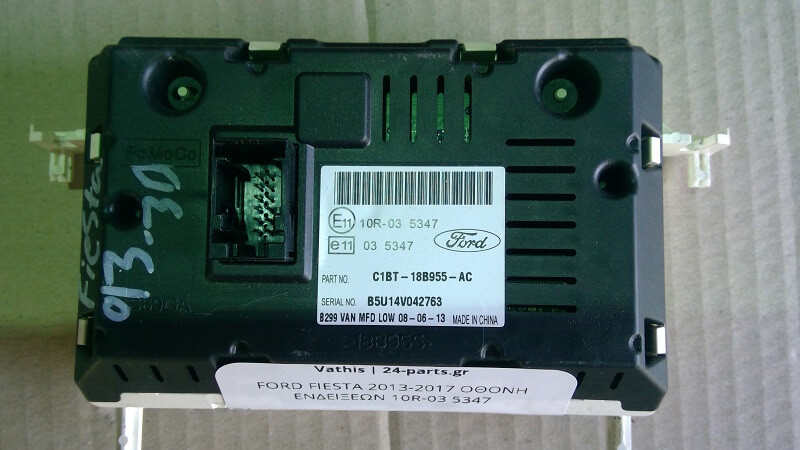 FoMoCo
Fiesta
013-30
E11 10R-03 5347
e11 03 5347
Ford
PART NO. C1BT-18B955-AC
SERIAL NO. B5U14V042763
B299 VAN MFD LOW 08-06-13 MADE IN CHINA
Vathis | 24-parts.gr
FORD FIESTA 2013-2017 ΟΘΟΝΗ
ΕΝΔΕΙΞΕΩΝ 10R-03 5347